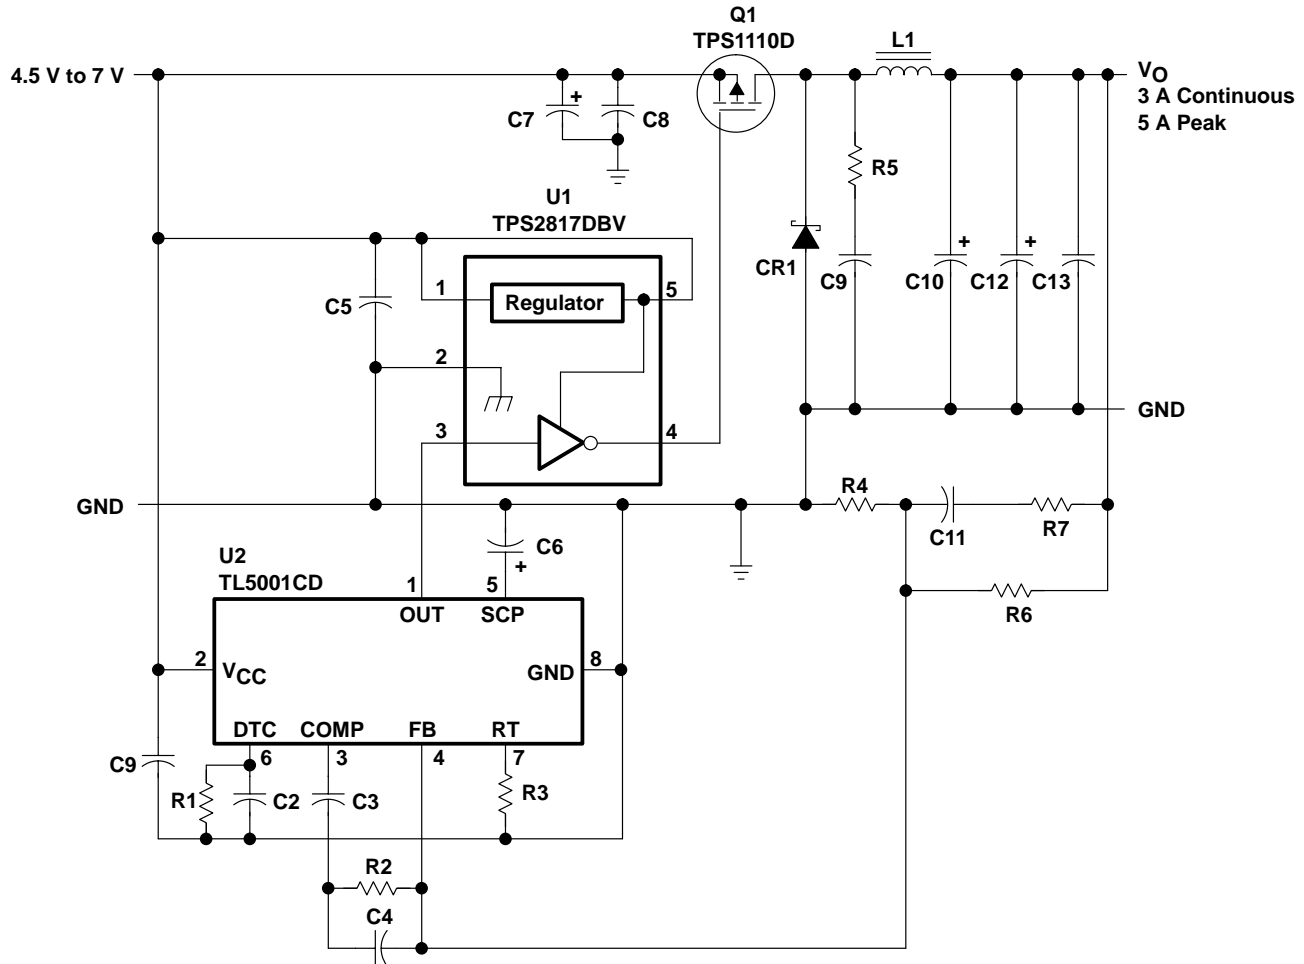 Q1
TPS1110D
L1
4.5 V to 7 V
VO
3 A Continuous
5 A Peak
C7
+
C8
R5
U1
TPS2817DBV
CR1
C9
C10
+
C12
+
C13
C5
1
Regulator
5
2
3
4
GND
GND
R4
C11
R7
R6
C6
+
U2
TL5001CD
1
5
OUT
SCP
2
VCC
GND
8
DTC
COMP
FB
RT
6
3
4
7
C9
R1
C2
C3
R3
R2
C4